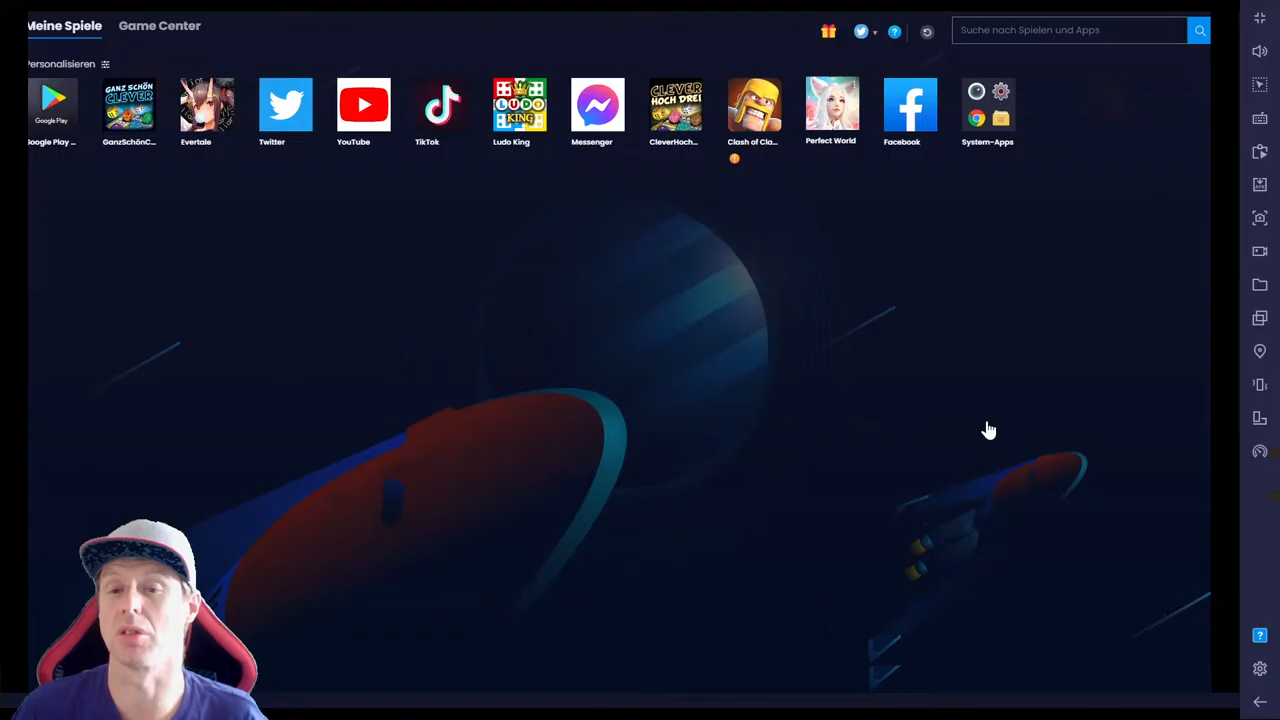 Meine Spiele Game Center
Suche nach Spielen und Apps
Personalisieren
Google Play
GANZ SCHÖN CLEVER
LUDO KING
CLEVER HOCH DREI
Google Play ... GanzSchönC... Evertale Twitter YouTube TikTok Ludo King Messenger CleverHoch... Clash of Cla... Perfect World Facebook System-Apps